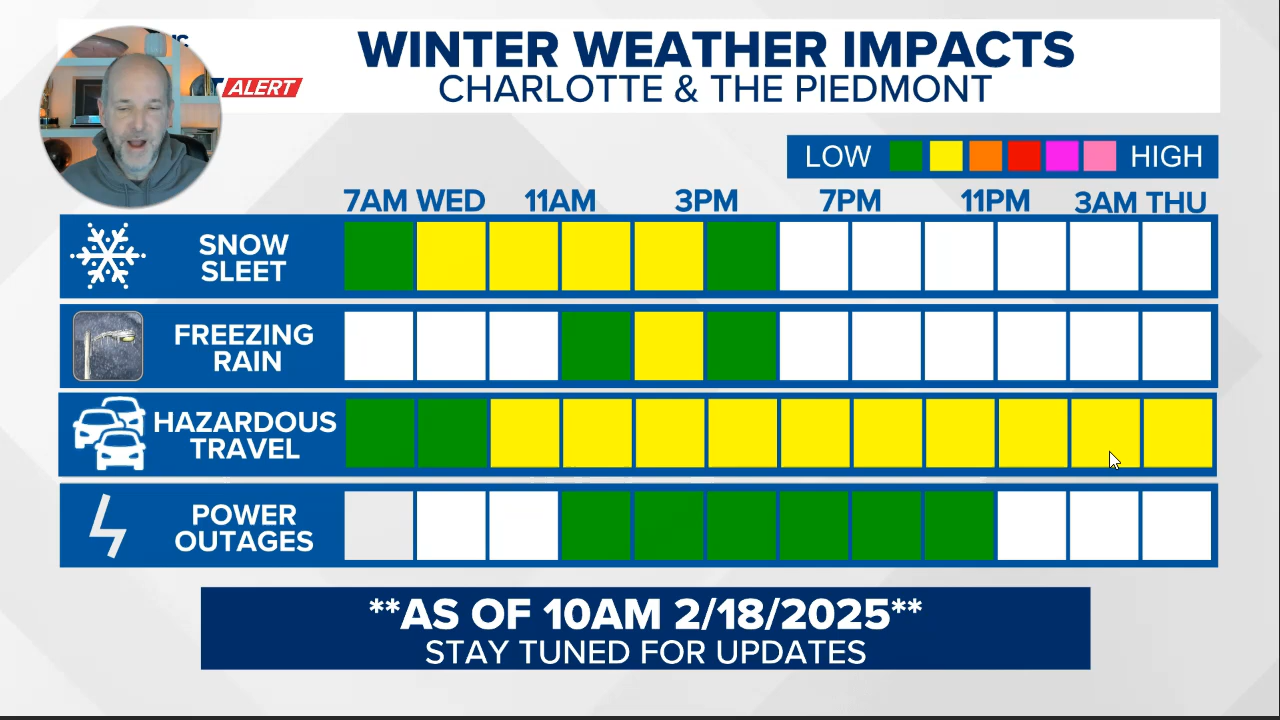 WINTER WEATHER IMPACTS
CHARLOTTE & THE PIEDMONT
ALERT
LOW HIGH
7AM WED 11AM 3PM 7PM 11PM 3AM THU
SNOW
SLEET
FREEZING
RAIN
HAZARDOUS
TRAVEL
POWER
OUTAGES
**AS OF 10AM 2/18/2025**
STAY TUNED FOR UPDATES